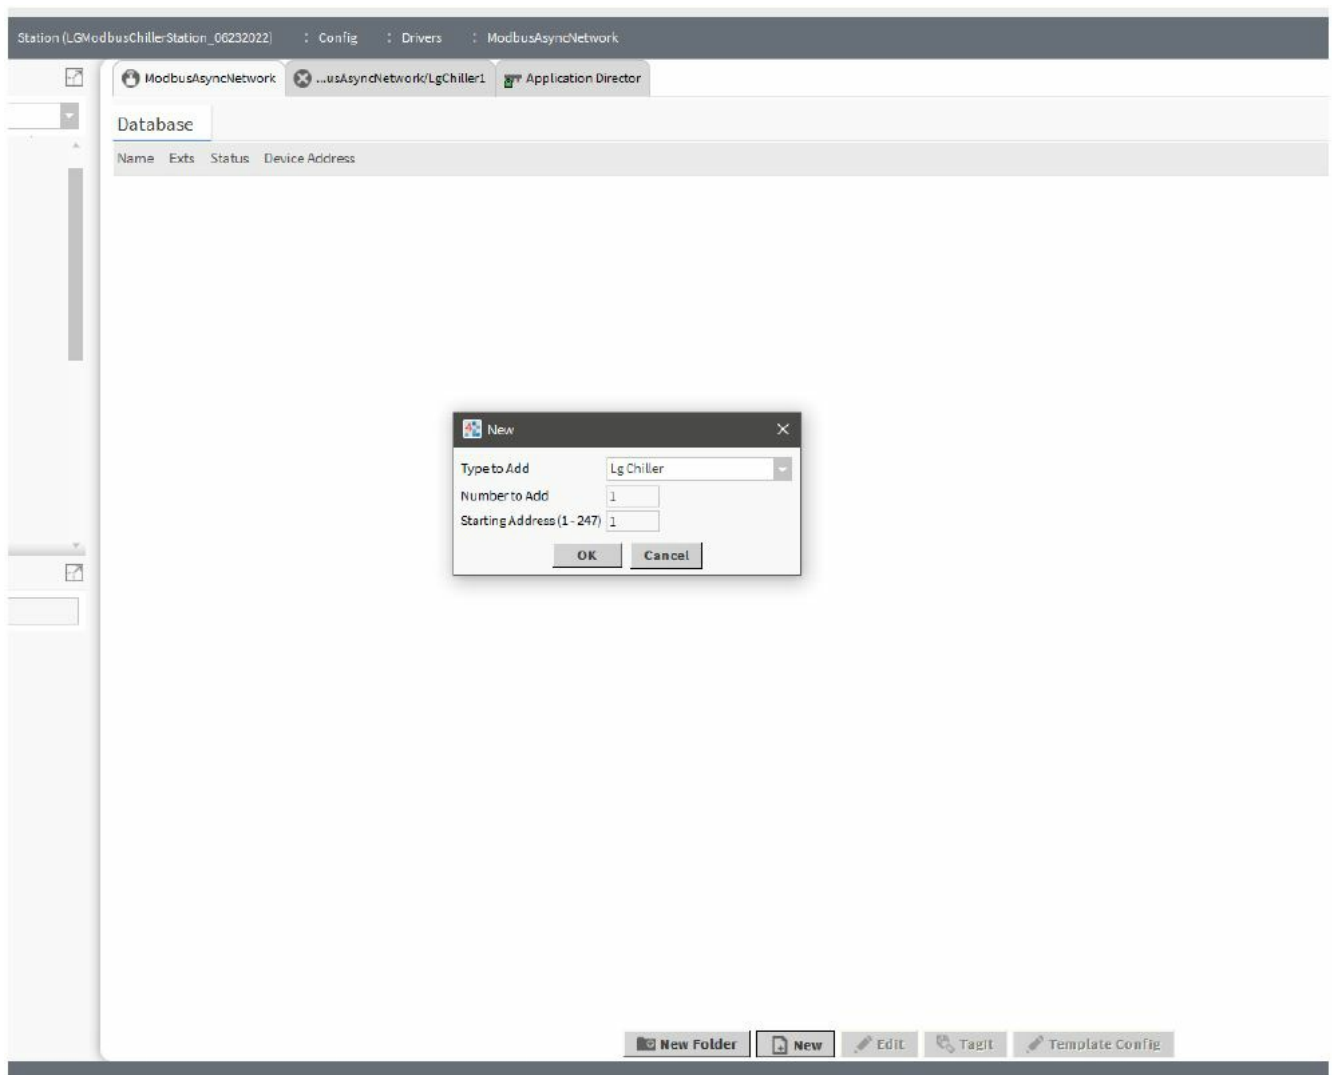 Station (LGModbusChillerStation_06232022) : Config : Drivers : ModbusAsyncNetwork
ModbusAsyncNetwork ...usAsyncNetwork/LgChiller1 Application Director
Database
Name Exts Status Device Address
New
Type to Add Lg Chiller
Number to Add 1
Starting Address (1 - 247) 1
OK Cancel
New Folder New Edit TagIt Template Config